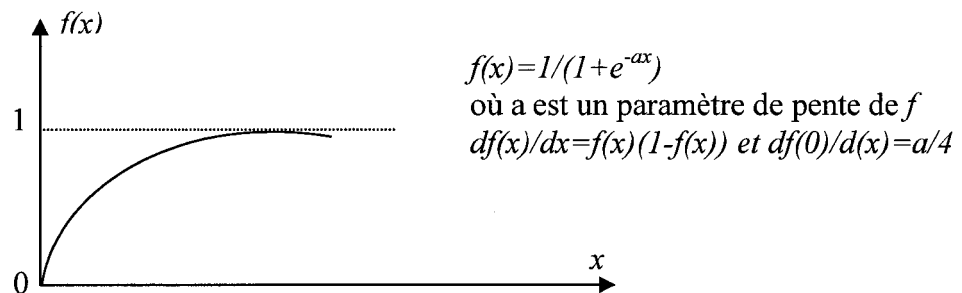 f(x)
f(x)=1/(1+e^{-ax})
où a est un paramètre de pente de f
1
df(x)/dx=f(x)(1-f(x)) et df(0)/d(x)=a/4
x
0